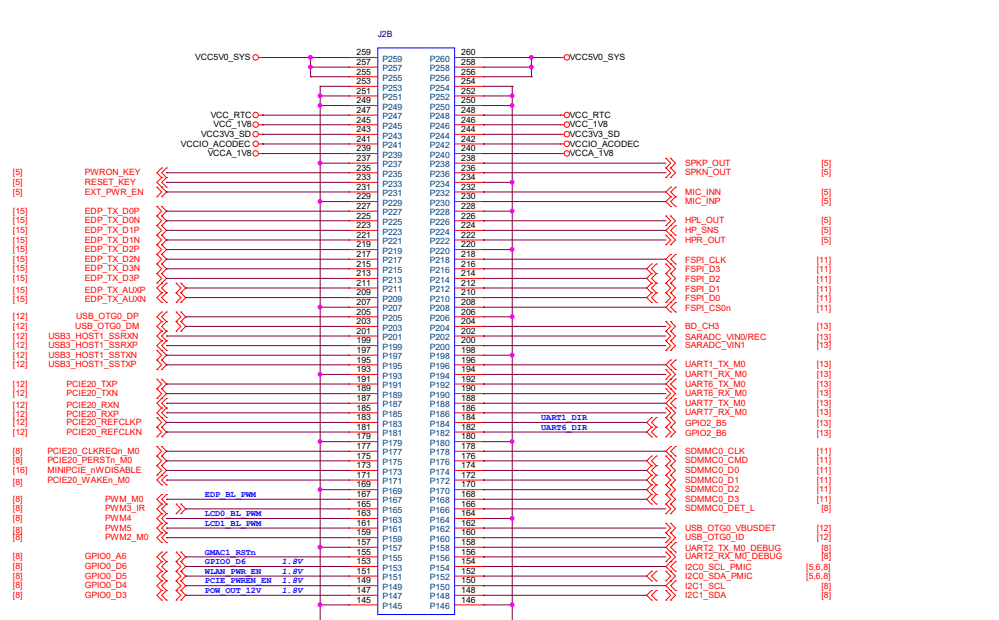 J2B
259 260
VCC5V0_SYS P259 P260 VCC5V0_SYS
257 P257 P258 258
255 P255 P256 256
253 P253 P254 254
251 P251 P252 252
249 P249 P250 250
VCC_RTC 247 P247 P248 248 VCC_RTC
VCC_1V8 245 P245 P246 246 VCC_1V8
VCC3V3_SD 243 P243 P244 244 VCC3V3_SD
VCCIO_ACODEC 241 P241 P242 242 VCCIO_ACODEC
VCCA_1V8 239 P239 P240 240 VCCA_1V8
237 P237 P238 238 SPKP_OUT [5]
[5] PWRON_KEY 235 P235 P236 236 SPKN_OUT [5]
[5] RESET_KEY 233 P233 P234 234
[5] EXT_PWR_EN 231 P231 P232 232 MIC_INN [5]
229 P229 P230 230 MIC_INP [5]
[15] EDP_TX_D0P 227 P227 P228 228
[15] EDP_TX_D0N 225 P225 P226 226 HPL_OUT [5]
[15] EDP_TX_D1P 223 P223 P224 224 HP_SNS [5]
[15] EDP_TX_D1N 221 P221 P222 222 HPR_OUT [5]
[15] EDP_TX_D2P 219 P219 P220 220
[15] EDP_TX_D2N 217 P217 P218 218 FSPI_CLK [11]
[15] EDP_TX_D3N 215 P215 P216 216 FSPI_D3 [11]
[15] EDP_TX_D3P 213 P213 P214 214 FSPI_D2 [11]
[15] EDP_TX_AUXP 211 P211 P212 212 FSPI_D1 [11]
[15] EDP_TX_AUXN 209 P209 P210 210 FSPI_D0 [11]
207 P207 P208 208 FSPI_CS0n [11]
[12] USB_OTG0_DP 205 P205 P206 206
[12] USB_OTG0_DM 203 P203 P204 204 BD_CH3 [13]
[12] USB3_HOST1_SSRXN 201 P201 P202 202 SARADC_VIN0/REC [13]
[12] USB3_HOST1_SSRXP 199 P199 P200 200 SARADC_VIN1 [13]
[12] USB3_HOST1_SSTXN 197 P197 P198 198
[12] USB3_HOST1_SSTXP 195 P195 P196 196 UART1_TX_M0 [13]
193 P193 P194 194 UART1_RX_M0 [13]
[12] PCIE20_TXP 191 P191 P192 192 UART6_TX_M0 [13]
[12] PCIE20_TXN 189 P189 P190 190 UART6_RX_M0 [13]
[12] PCIE20_RXN 187 P187 P188 188 UART7_TX_M0 [13]
[12] PCIE20_RXP 185 P185 P186 186 UART7_RX_M0 [13]
[12] PCIE20_REFCLKP 183 P183 P184 184 UART1_DIR GPIO2_B5 [13]
[12] PCIE20_REFCLKN 181 P181 P182 182 UART6_DIR GPIO2_B6 [13]
179 P179 P180 180
[8] PCIE20_CLKREQn_M0 177 P177 P178 178 SDMMC0_CLK [11]
[8] PCIE20_PERSTn_M0 175 P175 P176 176 SDMMC0_CMD [11]
[16] MINIPCIE_nWDISABLE 173 P173 P174 174 SDMMC0_D0 [11]
[8] PCIE20_WAKEn_M0 171 P171 P172 172 SDMMC0_D1 [11]
169 P169 P170 170 SDMMC0_D2 [11]
[8] PWM_M0 EDP_BL_PWM 167 P167 P168 168 SDMMC0_D3 [11]
[8] PWM3_IR 165 P165 P166 166 SDMMC0_DET_L [8]
[8] PWM4 LCD0_BL_PWM 163 P163 P164 164
[8] PWM5 LCD1_BL_PWM 161 P161 P162 162 USB_OTG0_VBUSDET [12]
[8] PWM2_M0 159 P159 P160 160 USB_OTG0_ID [12]
157 P157 P158 158 UART2_TX_M0_DEBUG [8]
[8] GPIO0_A6 GMAC1_RSTn 155 P155 P156 156 UART2_RX_M0_DEBUG [8]
[8] GPIO0_D6 GPIO0_D6 1.8V 153 P153 P154 154 I2C0_SCL_PMIC [5,6,8]
[8] GPIO0_D5 WLAN_PWR_EN 1.8V 151 P151 P152 152 I2C0_SDA_PMIC [5,6,8]
[8] GPIO0_D4 PCIE_PWREN_EN 1.8V 149 P149 P150 150 I2C1_SCL [8]
[8] GPIO0_D3 POW_OUT_12V 1.8V 147 P147 P148 148 I2C1_SDA [8]
145 P145 P146 146